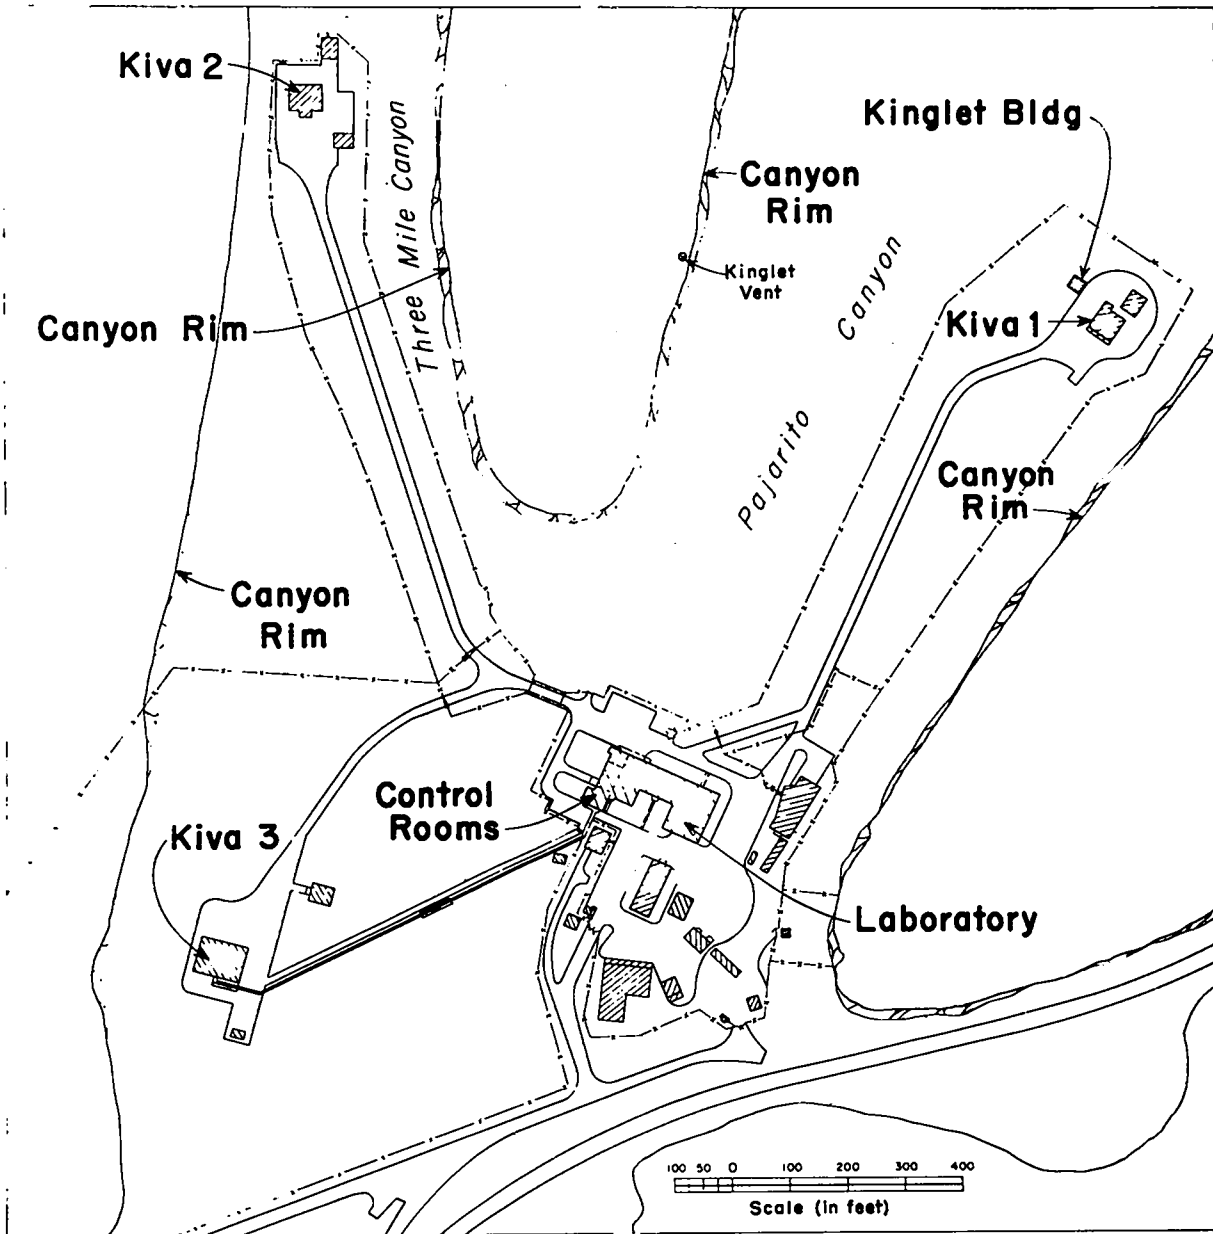 Kiva 2
Kinglet Bldg
Three Mile Canyon
Canyon
Rim
Kinglet
Vent
Canyon
Canyon Rim
Kiva 1
Pajarito
Canyon
Rim
Canyon
Rim
Control
Rooms
Kiva 3
Laboratory
100 50 0 100 200 300 400
Scale (in feet)